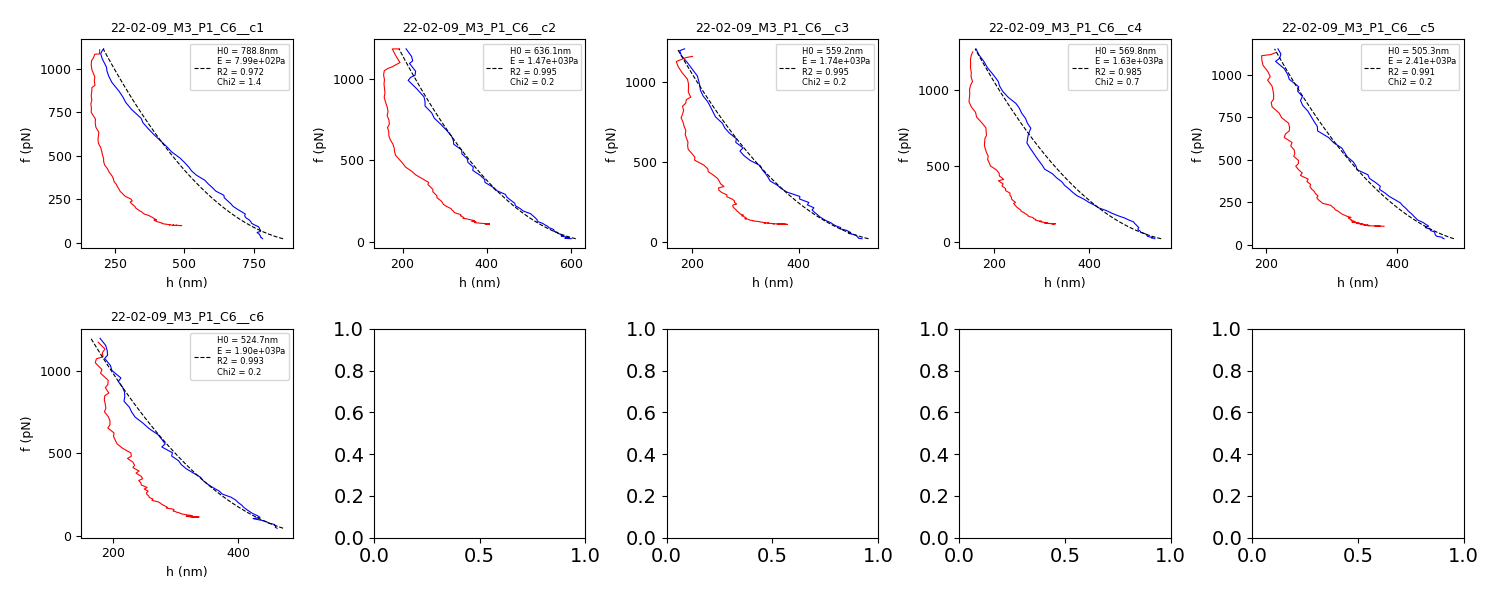 22-02-09_M3_P1_C6__c1
22-02-09_M3_P1_C6__c2
22-02-09_M3_P1_C6__c3
22-02-09_M3_P1_C6__c4
22-02-09_M3_P1_C6__c5
H0 = 788.8nm
E = 7.99e+02Pa
R2 = 0.972
Chi2 = 1.4
1000
750
500
250
0
f (pN)
250
500
750
h (nm)
H0 = 636.1nm
E = 1.47e+03Pa
R2 = 0.995
Chi2 = 0.2
1000
500
0
f (pN)
200
400
600
h (nm)
H0 = 559.2nm
E = 1.74e+03Pa
R2 = 0.995
Chi2 = 0.2
1000
500
0
f (pN)
200
400
h (nm)
H0 = 569.8nm
E = 1.63e+03Pa
R2 = 0.985
Chi2 = 0.7
1000
500
0
f (pN)
200
400
h (nm)
H0 = 505.3nm
E = 2.41e+03Pa
R2 = 0.991
Chi2 = 0.2
1000
750
500
250
0
f (pN)
200
400
h (nm)
22-02-09_M3_P1_C6__c6
H0 = 524.7nm
E = 1.90e+03Pa
R2 = 0.993
Chi2 = 0.2
1000
500
0
f (pN)
200
400
h (nm)
1.0
0.8
0.6
0.4
0.2
0.0
0.0
0.5
1.0
1.0
0.8
0.6
0.4
0.2
0.0
0.0
0.5
1.0
1.0
0.8
0.6
0.4
0.2
0.0
0.0
0.5
1.0
1.0
0.8
0.6
0.4
0.2
0.0
0.0
0.5
1.0